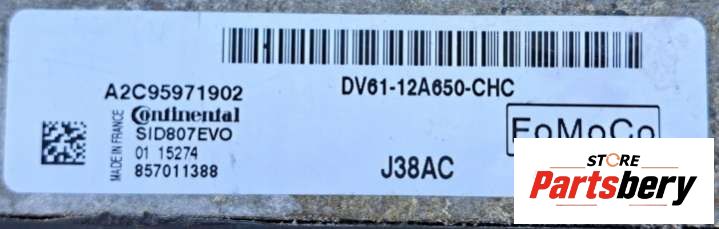 DV61-12A650-CHC
A2C95971902
Continental
SID807EVO
MADE IN FRANCE
01 15274
857011388
J38AC
FoMoCo
STORE
Partsbery